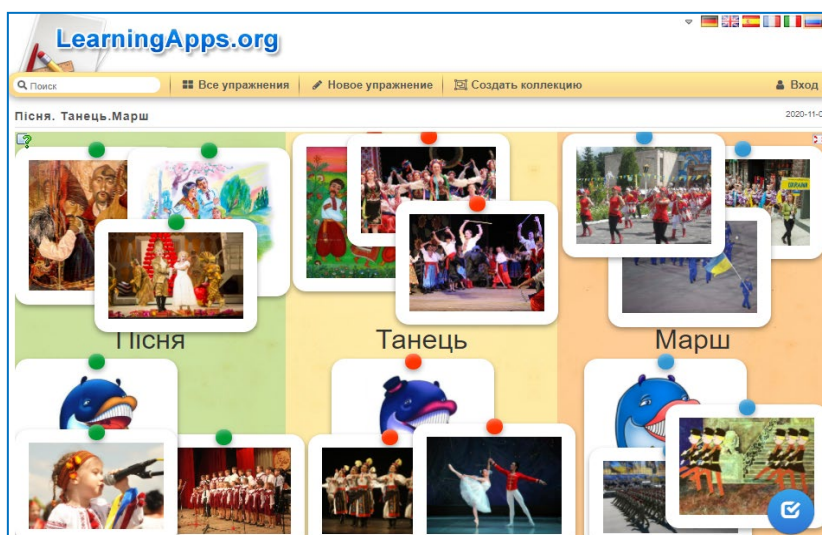 LearningApps.org
Поиск
Все упражнения
Новое упражнение
Создать коллекцию
Вход
Пісня. Танець.Марш
2020-11-0
Пісня
Танець
Марш